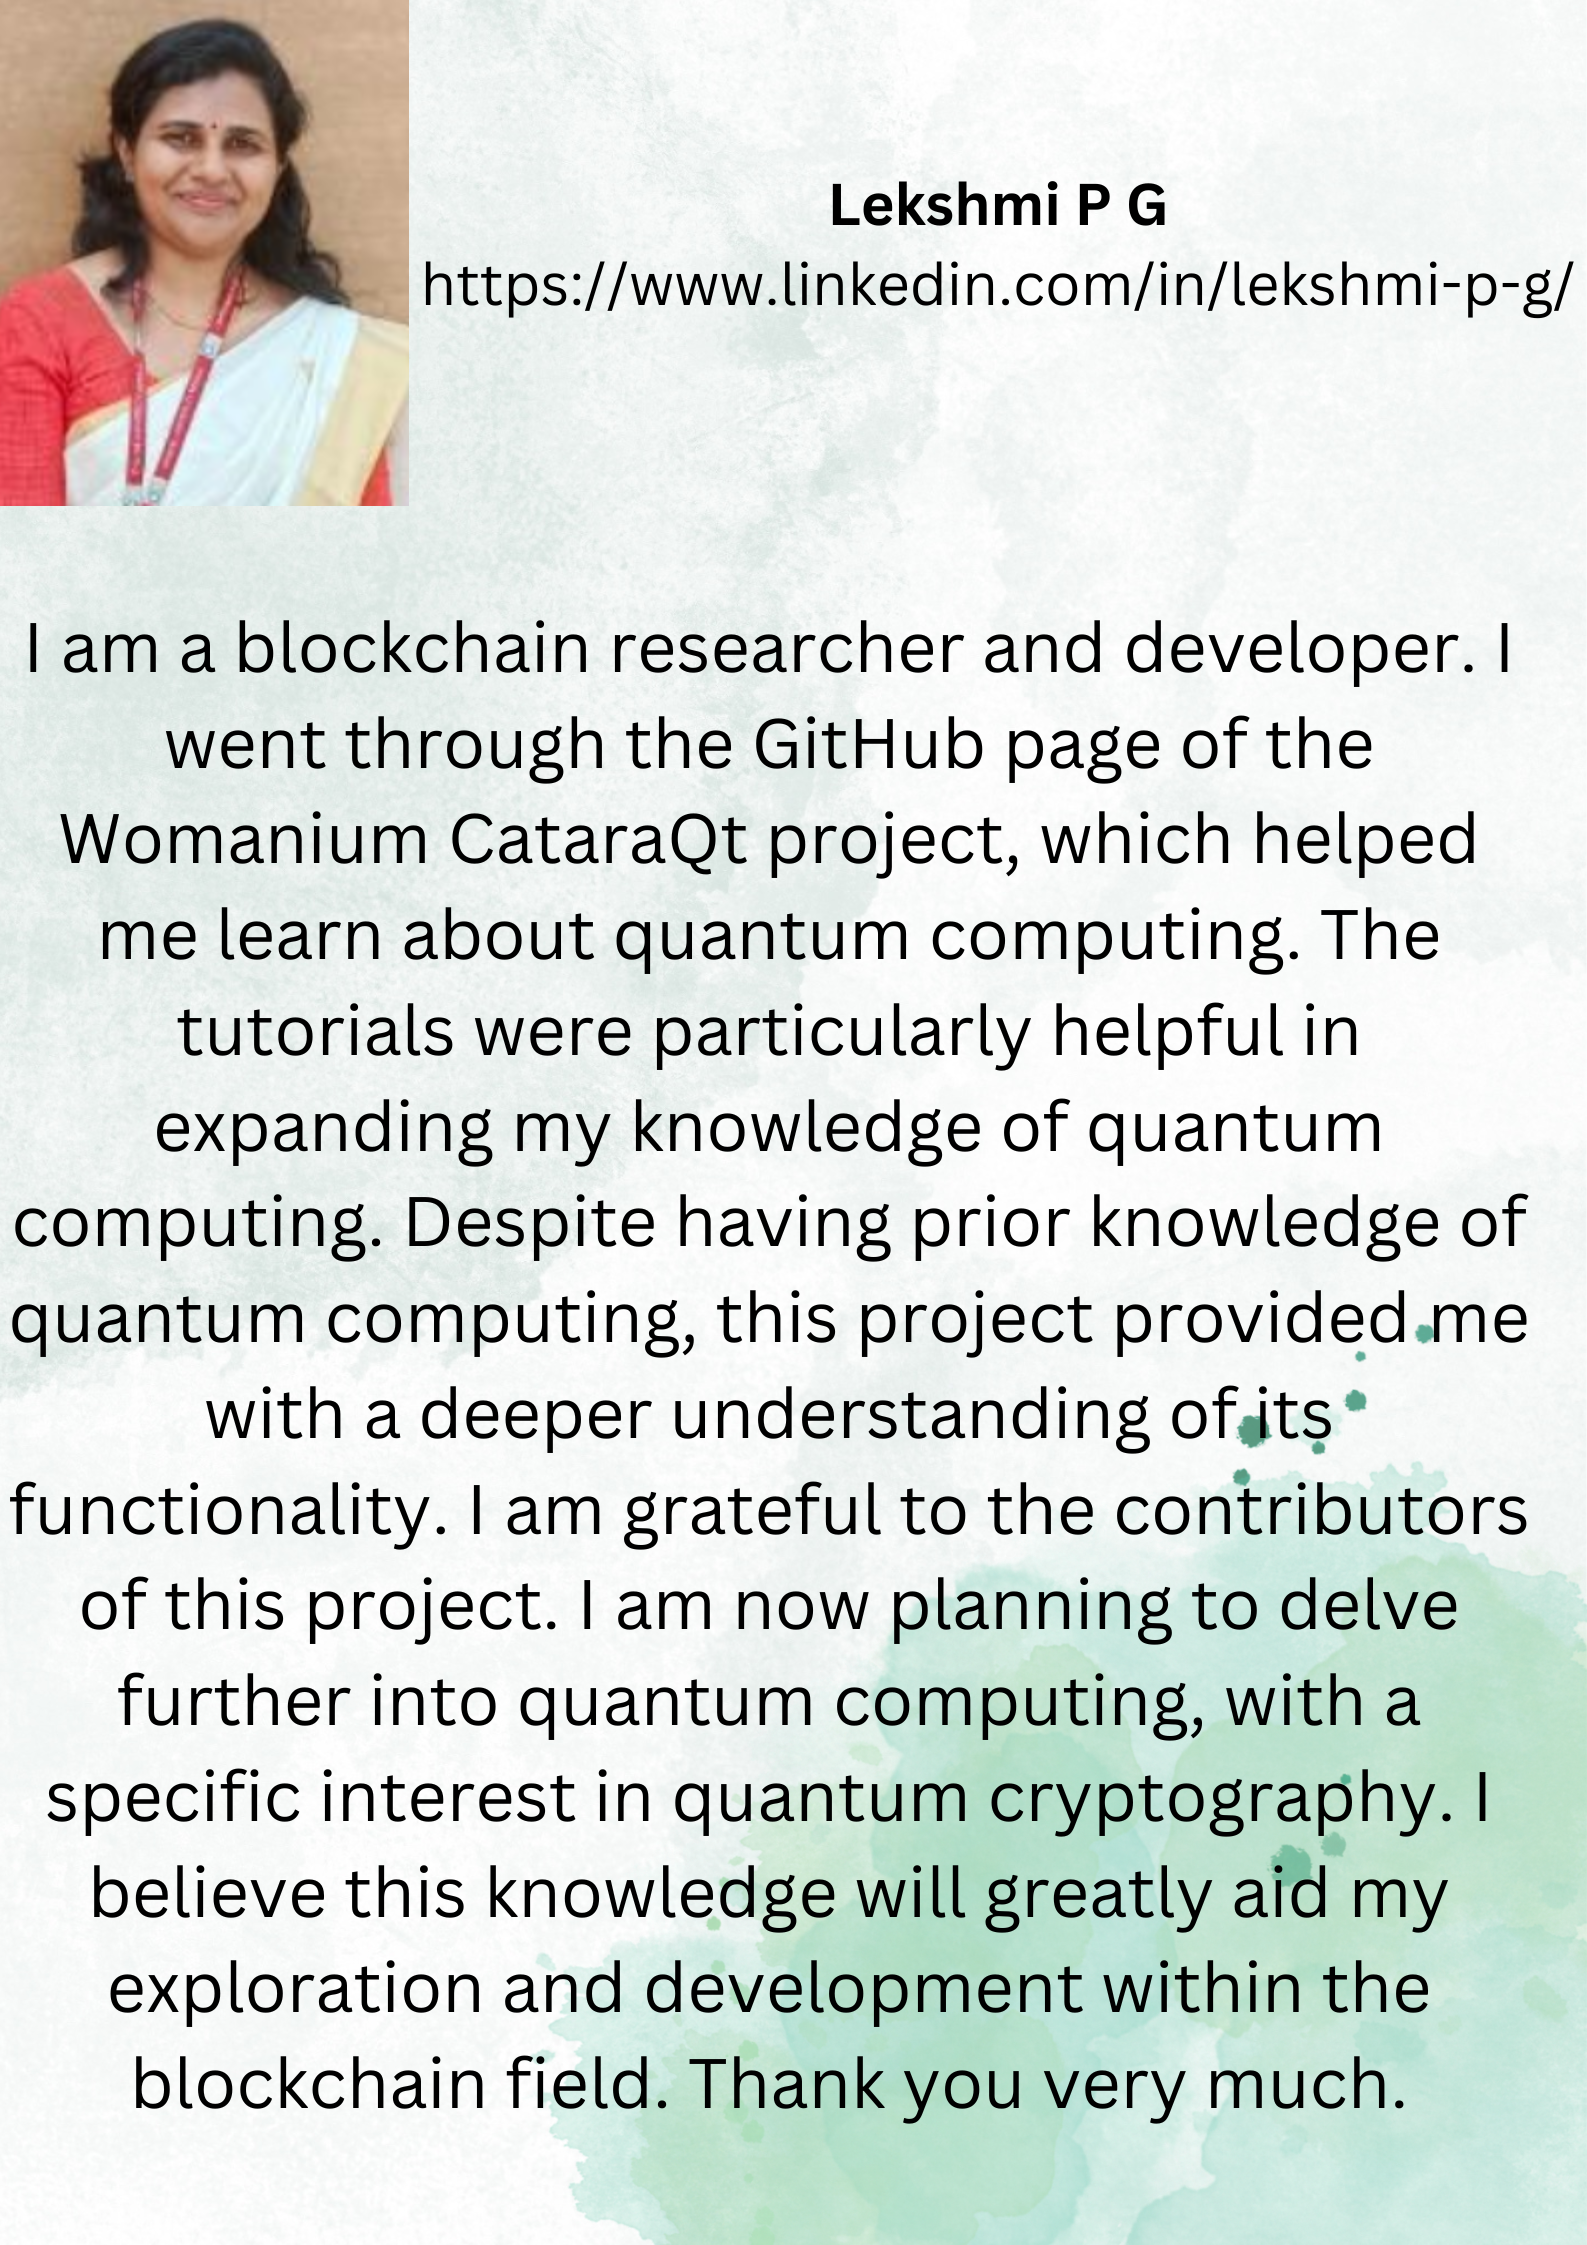 Lekshmi P G
https://www.linkedin.com/in/lekshmi-p-g/
I am a blockchain researcher and developer. I
went through the GitHub page of the
Womanium CataraQt project, which helped
me learn about quantum computing. The
tutorials were particularly helpful in
expanding my knowledge of quantum
computing. Despite having prior knowledge of
quantum computing, this project provided me
with a deeper understanding of its
functionality. I am grateful to the contributors
of this project. I am now planning to delve
further into quantum computing, with a
specific interest in quantum cryptography. I
believe this knowledge will greatly aid my
exploration and development within the
blockchain field. Thank you very much.